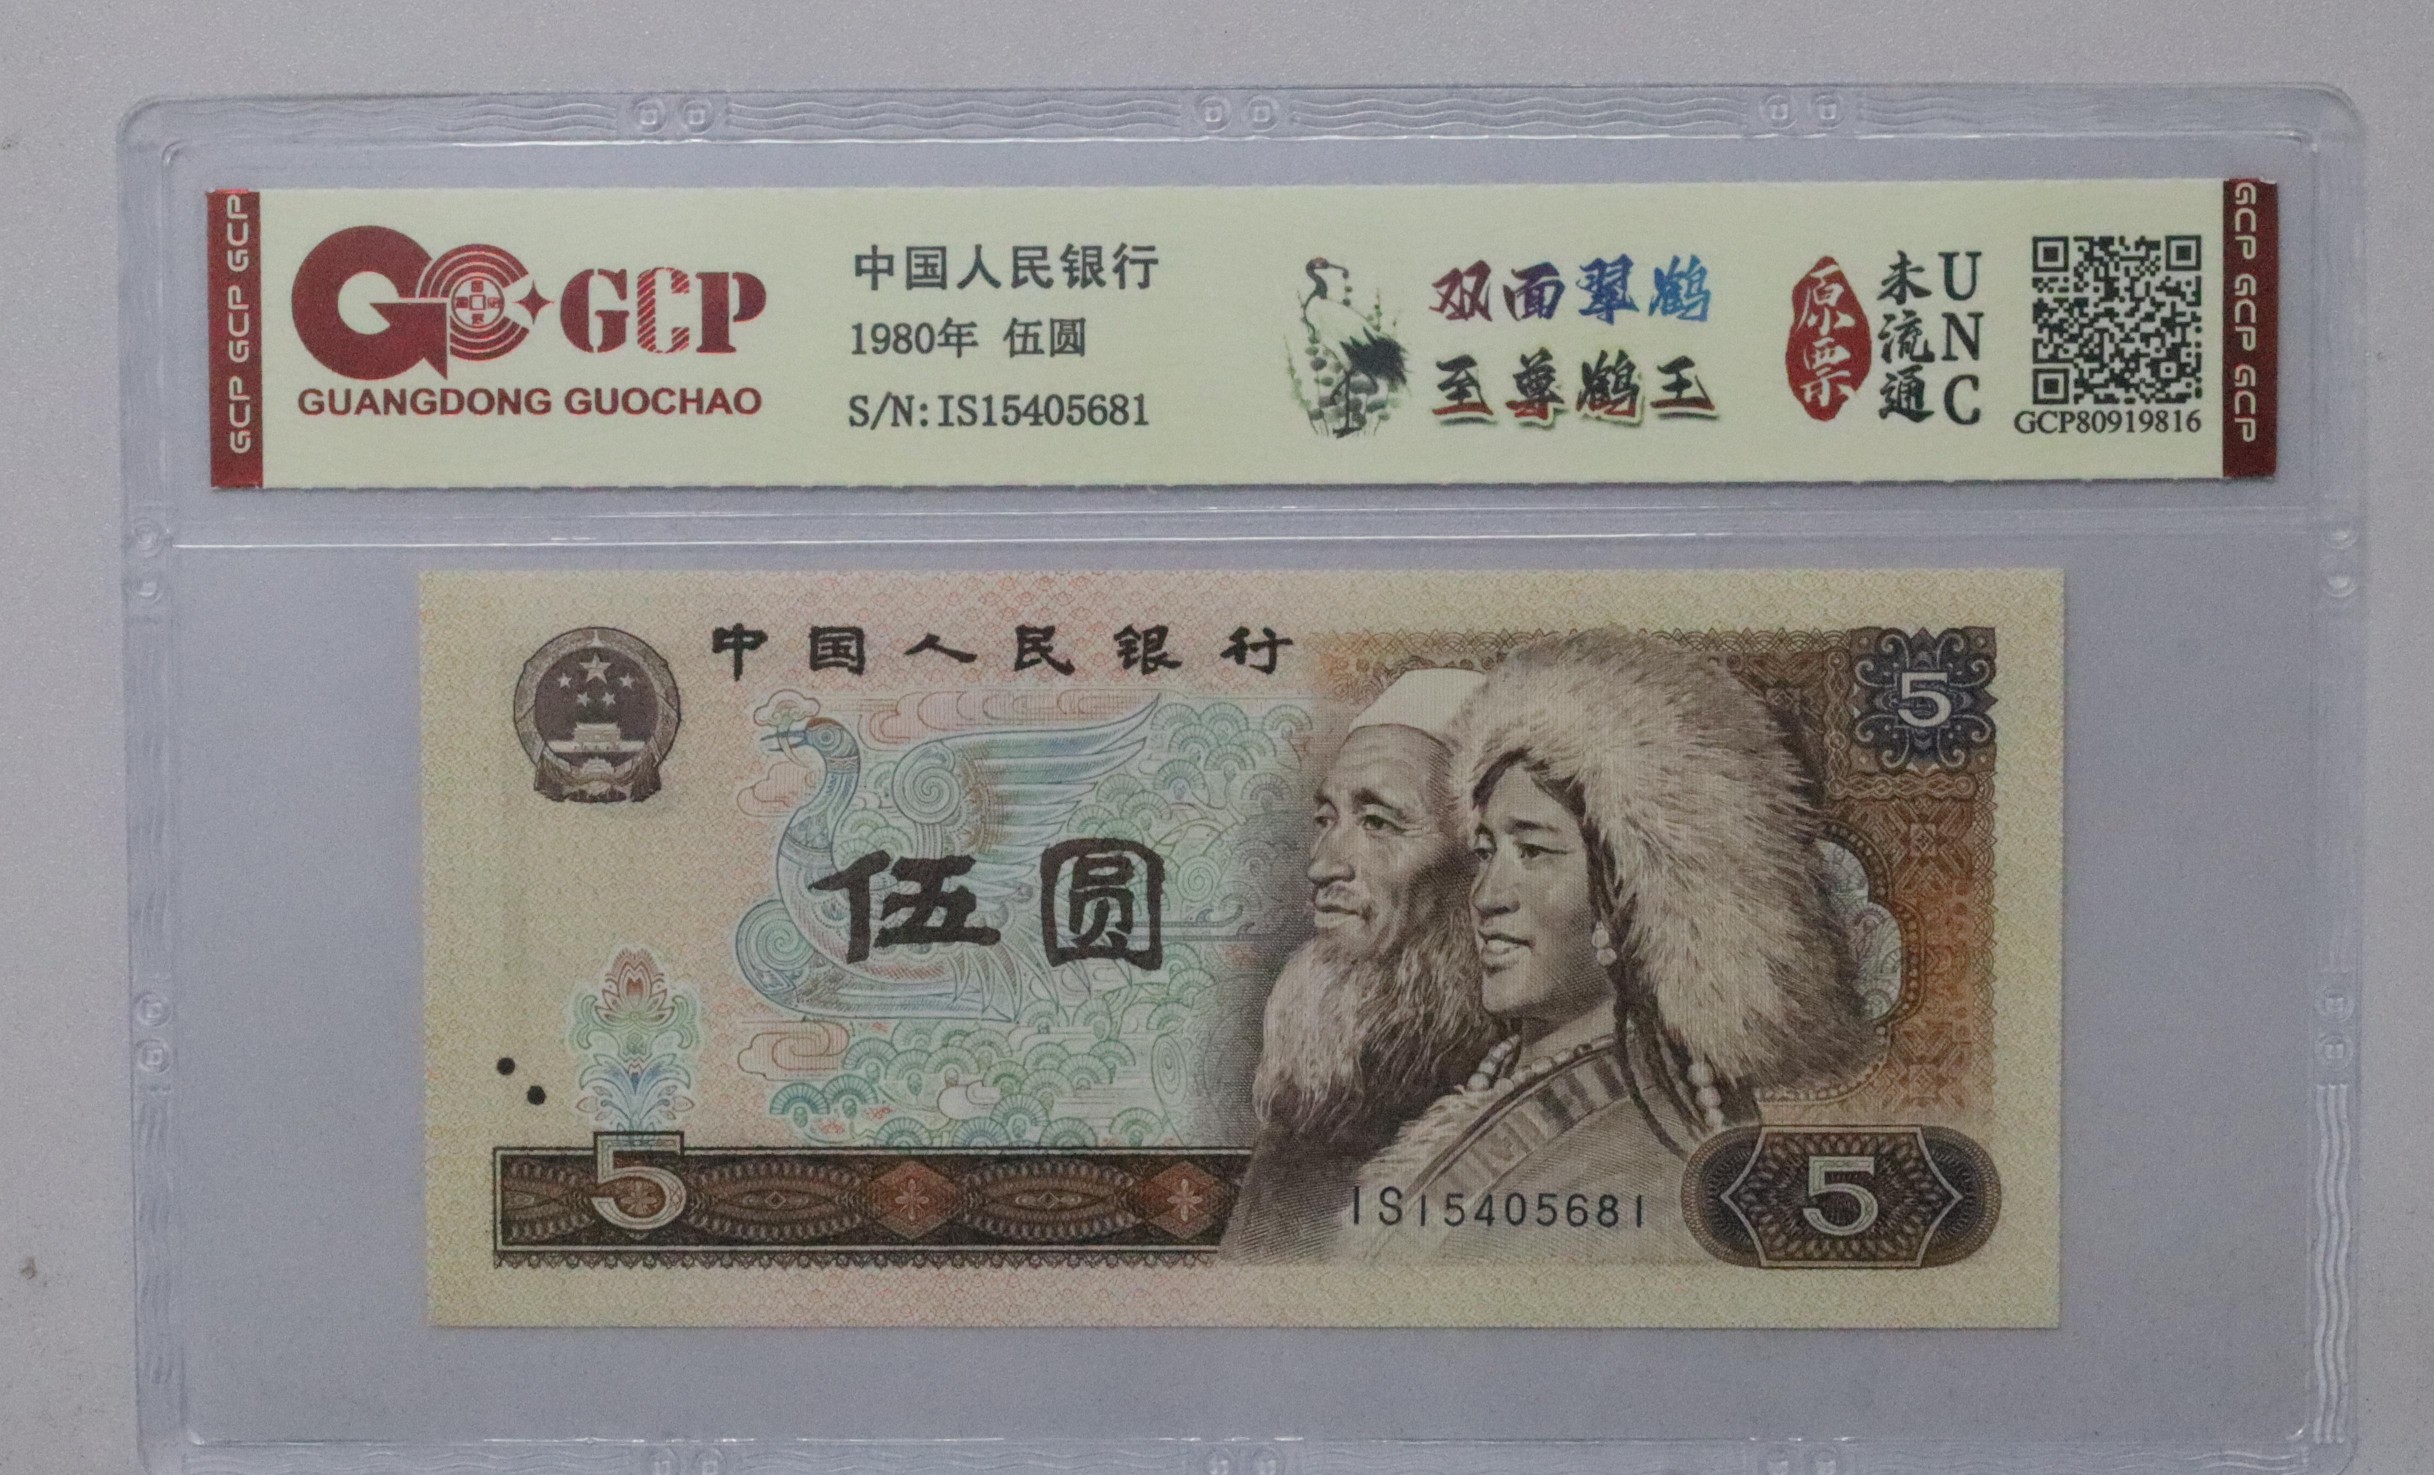 GCP GCP GCP
GCP
GUANGDONG GUOCHAO
中国人民银行
1980年 伍圆
S/N:IS15405681
双面翠鹤
至尊鹤王
原票
未流通
UNC
GCP80919816
GCP GCP GCP
中国人民银行
5
伍圆
5
IS15405681
5